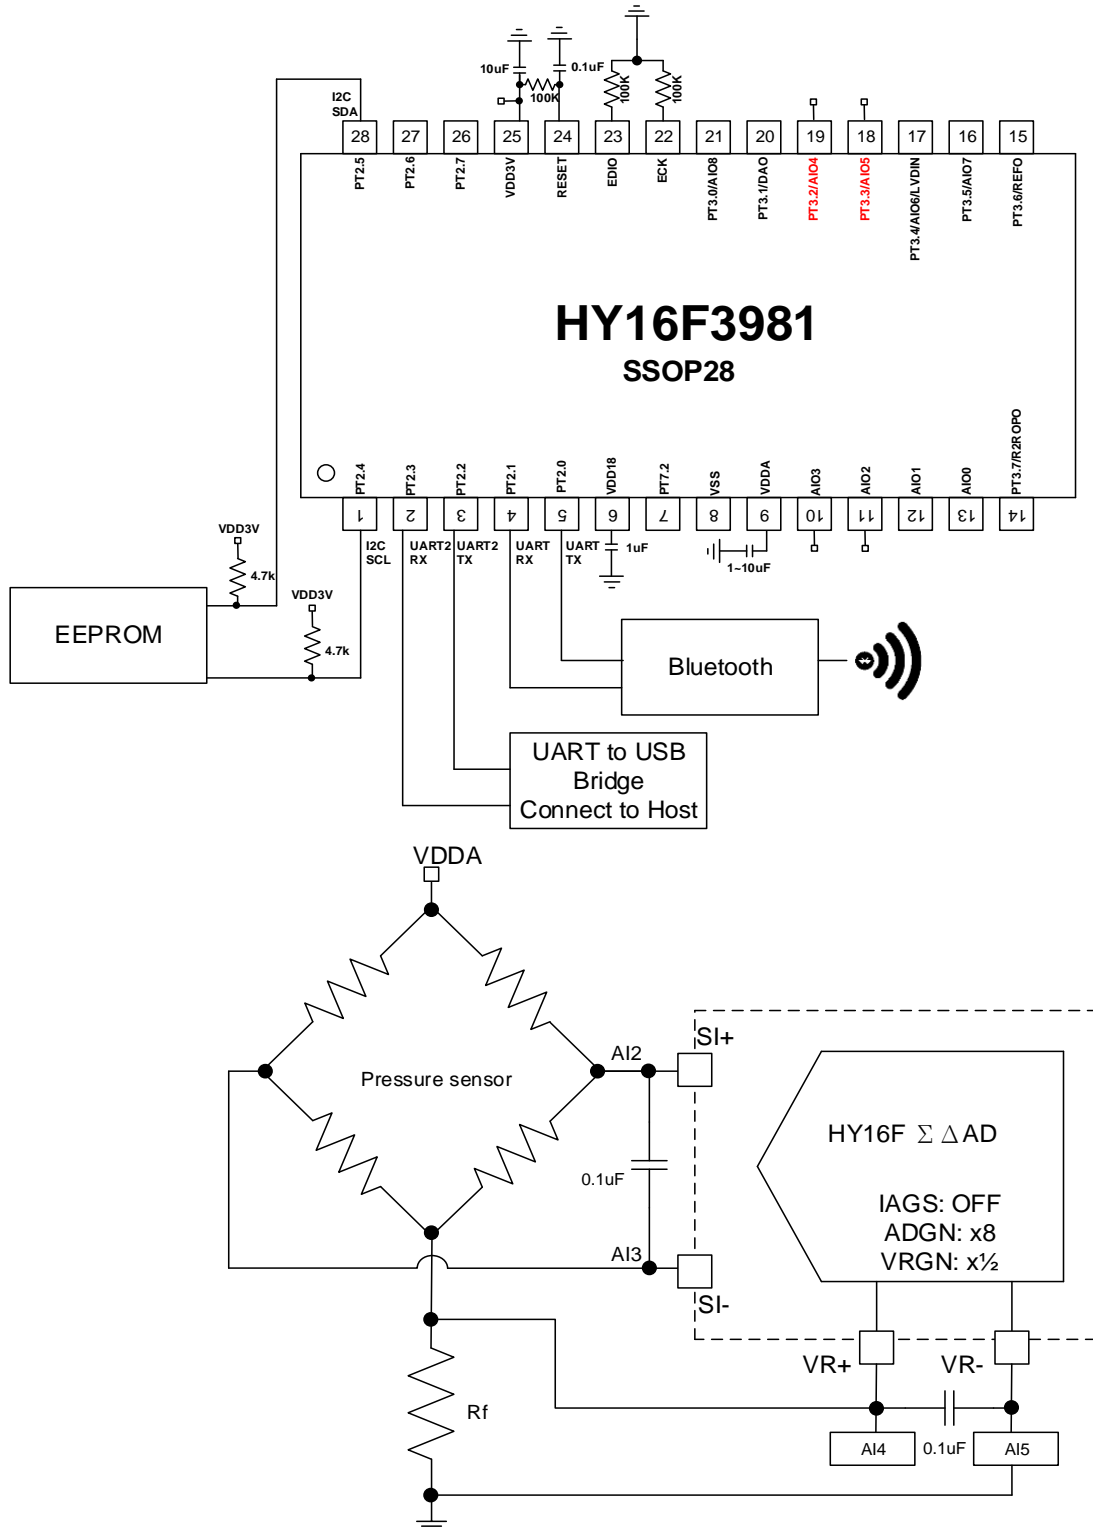 10uF
0.1uF
100K
100K
100K
I2C
SDA
28
27
26
25
24
23
22
21
20
19
18
17
16
15
PT2.5
PT2.6
PT2.7
VDD3V
RESET
EDIO
ECK
PT3.0/AIO8
PT3.1/DAO
PT3.2/AIO4
PT3.3/AIO5
PT3.4/AIO6/LVDIN
PT3.5/AIO7
PT3.6/REFO
HY16F3981
SSOP28
PT2.4
PT2.3
PT2.2
PT2.1
PT2.0
VDD18
PT7.2
VSS
VDDA
AIO3
AIO2
AIO1
AIO0
PT3.7/R2ROPO
1
2
3
4
5
6
7
8
9
10
11
12
13
14
I2C
SCL
UART2
RX
UART2
TX
UART
RX
UART
TX
1uF
1~10uF
VDD3V
4.7k
VDD3V
4.7k
EEPROM
Bluetooth
UART to USB
Bridge
Connect to Host
VDDA
Pressure sensor
AI2
SI+
0.1uF
AI3
SI-
HY16F Σ Δ AD
IAGS: OFF
ADGN: x8
VRGN: x½
VR+
VR-
Rf
AI4
0.1uF
AI5